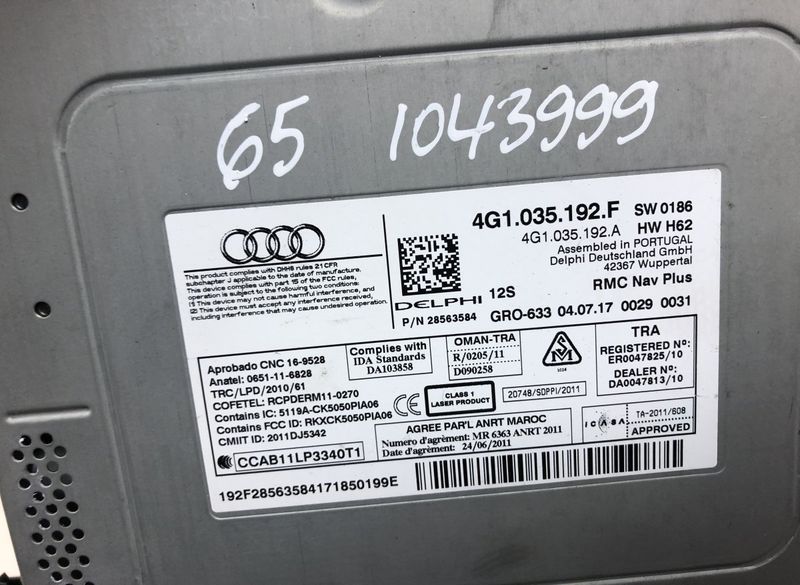 65 1043999
4G1.035.192.F SW 0186
4G1.035.192.A HW H62
Assembled in PORTUGAL
Delphi Deutschland GmbH
42367 Wuppertal
RMC Nav Plus
This product complies with DHHS rules 21 CFR
subchapter J applicable to the date of manufacture.
This device complies with part 15 of the FCC rules,
operation is subject to the following:
(1) This may not cause harmful interference, and
(2) This device must accept any interference received,
including interference that may cause undesired operation.
DELPHI 12S
P/N 28563584 GRO-633 04.07.17 0029 0031
Aprobado CNC 16-9528
Anatel: 0651-11-6828
TRC/LPD/2010/61
COFETEL: RCPDERM11-0270
Contains IC: 5119A-CK5050PIA06
Contains FCC ID: RKXCK5050PIA06
CMIIT ID: 2011DJ5342
CCAB11LP3340T1
Complies with
IDA Standards
DA103858
OMAN-TRA
R/0205/11
D090258
1024
TRA
REGISTERED No:
ER0047825/10
DEALER No:
DA0047813/10
CE
CLASS 1
LASER PRODUCT
20748/SDPPI/2011
AGREE PAR'L ANRT MAROC
Numero d'agrément: MR 6363 ANRT 2011
Date d'agrément: 24/06/2011
ICASA
TA-2011/608
APPROVED
192F28563584171850199E